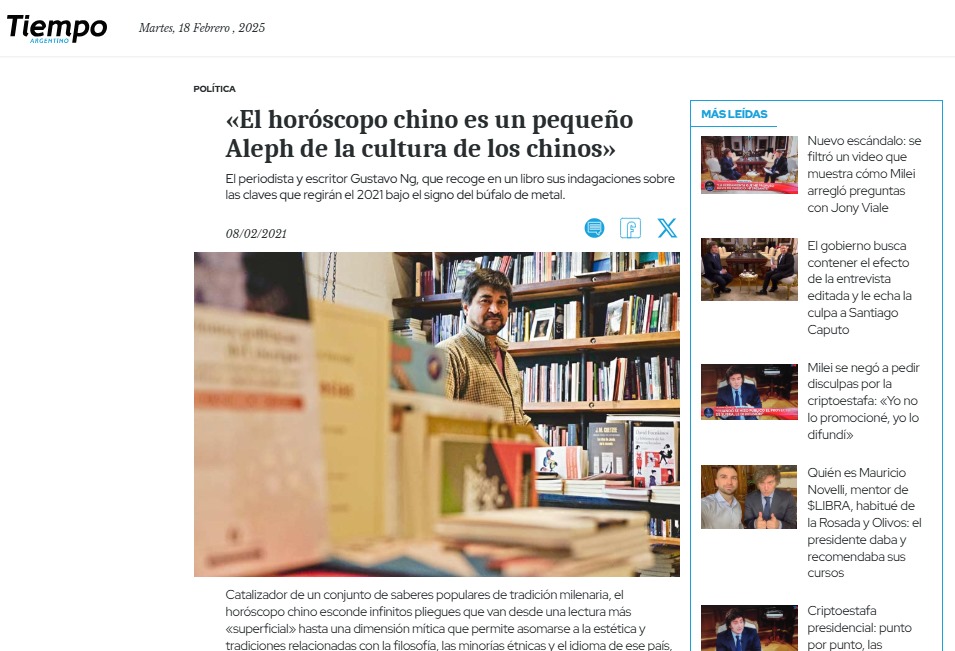 Tiempo
ARGENTINO
Martes, 18 Febrero , 2025
POLÍTICA
«El horóscopo chino es un pequeño
Aleph de la cultura de los chinos»
El periodista y escritor Gustavo Ng, que recoge en un libro sus indagaciones sobre
las claves que regirán el 2021 bajo el signo del búfalo de metal.
08/02/2021
Catalizador de un conjunto de saberes populares de tradición milenaria, el
horóscopo chino esconde infinitos pliegues que van desde una lectura más
«superficial» hasta una dimensión mítica que permite asomarse a la estética y
tradiciones relacionadas con la filosofía, las minorías étnicas y el idioma de ese país,
MÁS LEÍDAS
Nuevo escándalo: se
filtró un video que
muestra cómo Milei
arregló preguntas
con Jony Viale
El gobierno busca
contener el efecto
de la entrevista
editada y le echa la
culpa a Santiago
Caputo
Milei se negó a pedir
disculpas por la
criptoestafa: «Yo no
lo promocioné, yo lo
difundí»
Quién es Mauricio
Novelli, mentor de
$LIBRA, habitué de
la Rosada y Olivos: el
presidente daba y
recomendaba sus
cursos
Criptoestafa
presidencial: punto
por punto, las